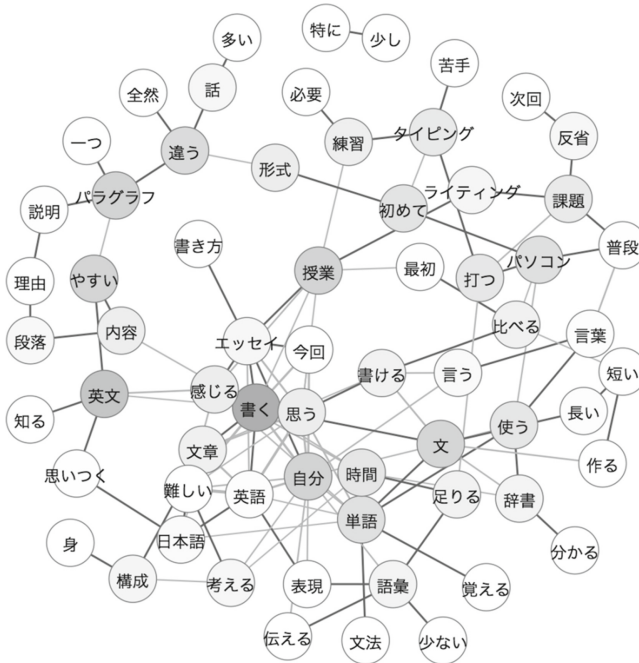 特に
少し
多い
苦手
話
必要
全然
次回
一つ
違う
練習
タイピング
反省
形式
パラグラフ
説明
初めて
ライティング
課題
書き方
普段
理由
やすい
授業
最初
打つ
パソコン
段落
内容
エッセイ
今回
比べる
言葉
英文
感じる
書く
思う
書ける
言う
短い
知る
長い
使う
文章
文
思いつく
難しい
英語
自分
時間
足りる
辞書
作る
日本語
単語
身
分かる
構成
考える
表現
語彙
覚える
伝える
文法
少ない